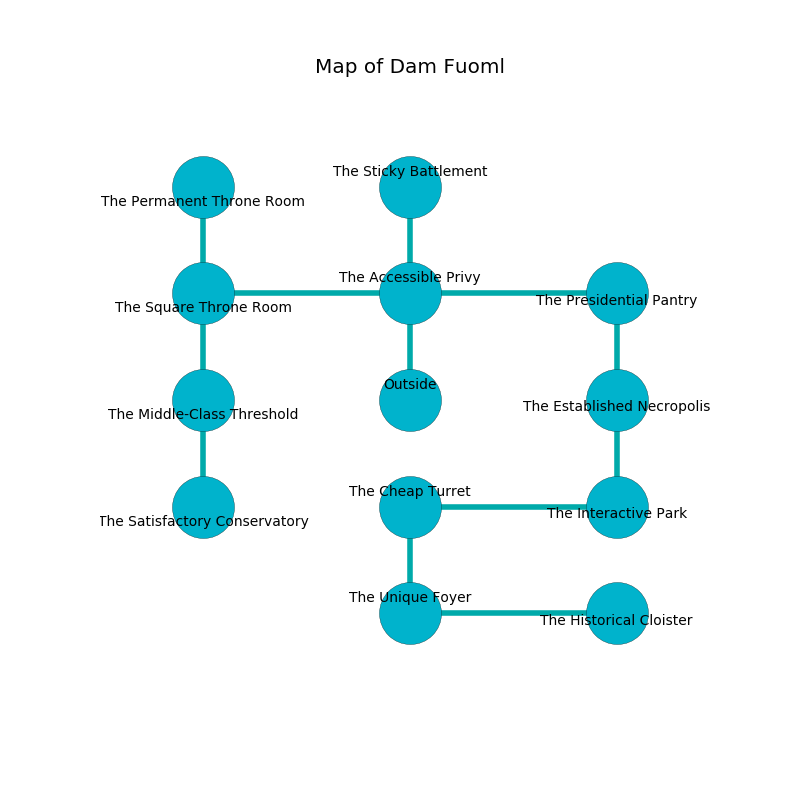 Map of Dam Fuoml
The Sticky Battlement
The Permanent Throne Room
The Accessible Privy
The Presidential Pantry
The Square Throne Room
Outside
The Established Necropolis
The Middle-Class Threshold
The Cheap Turret
The Interactive Park
The Satisfactory Conservatory
The Unique Foyer
The Historical Cloister